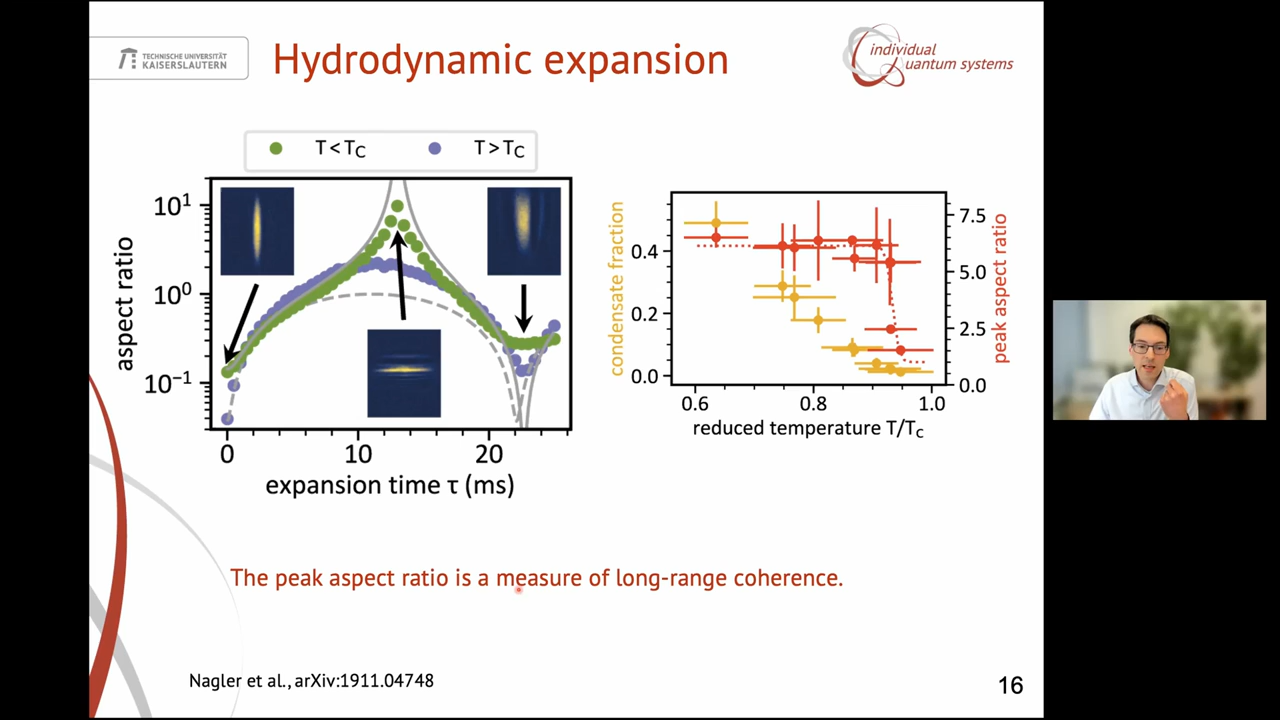 TECHNISCHE UNIVERSITÄT
KAISERSLAUTERN
Hydrodynamic expansion
individual
uantum systems
T < TC
T > TC
10¹
10⁰
10⁻¹
aspect ratio
0
10
20
expansion time τ (ms)
condensate fraction
0.4
0.2
0.0
7.5
5.0
2.5
0.0
peak aspect ratio
0.6
0.8
1.0
reduced temperature T/TC
The peak aspect ratio is a measure of long-range coherence.
Nagler et al., arXiv:1911.04748
16